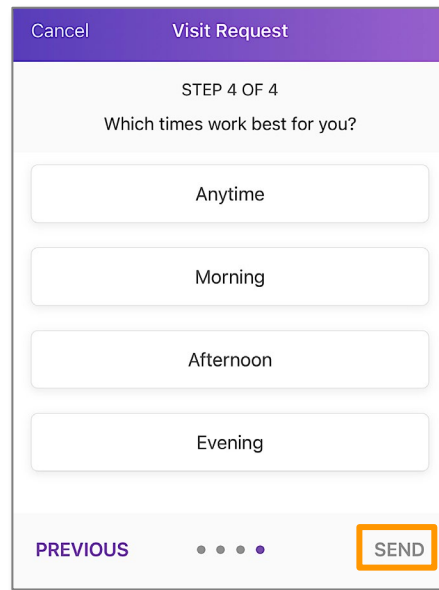 Cancel Visit Request
STEP 4 OF 4
Which times work best for you?
Anytime
Morning
Afternoon
Evening
PREVIOUS SEND